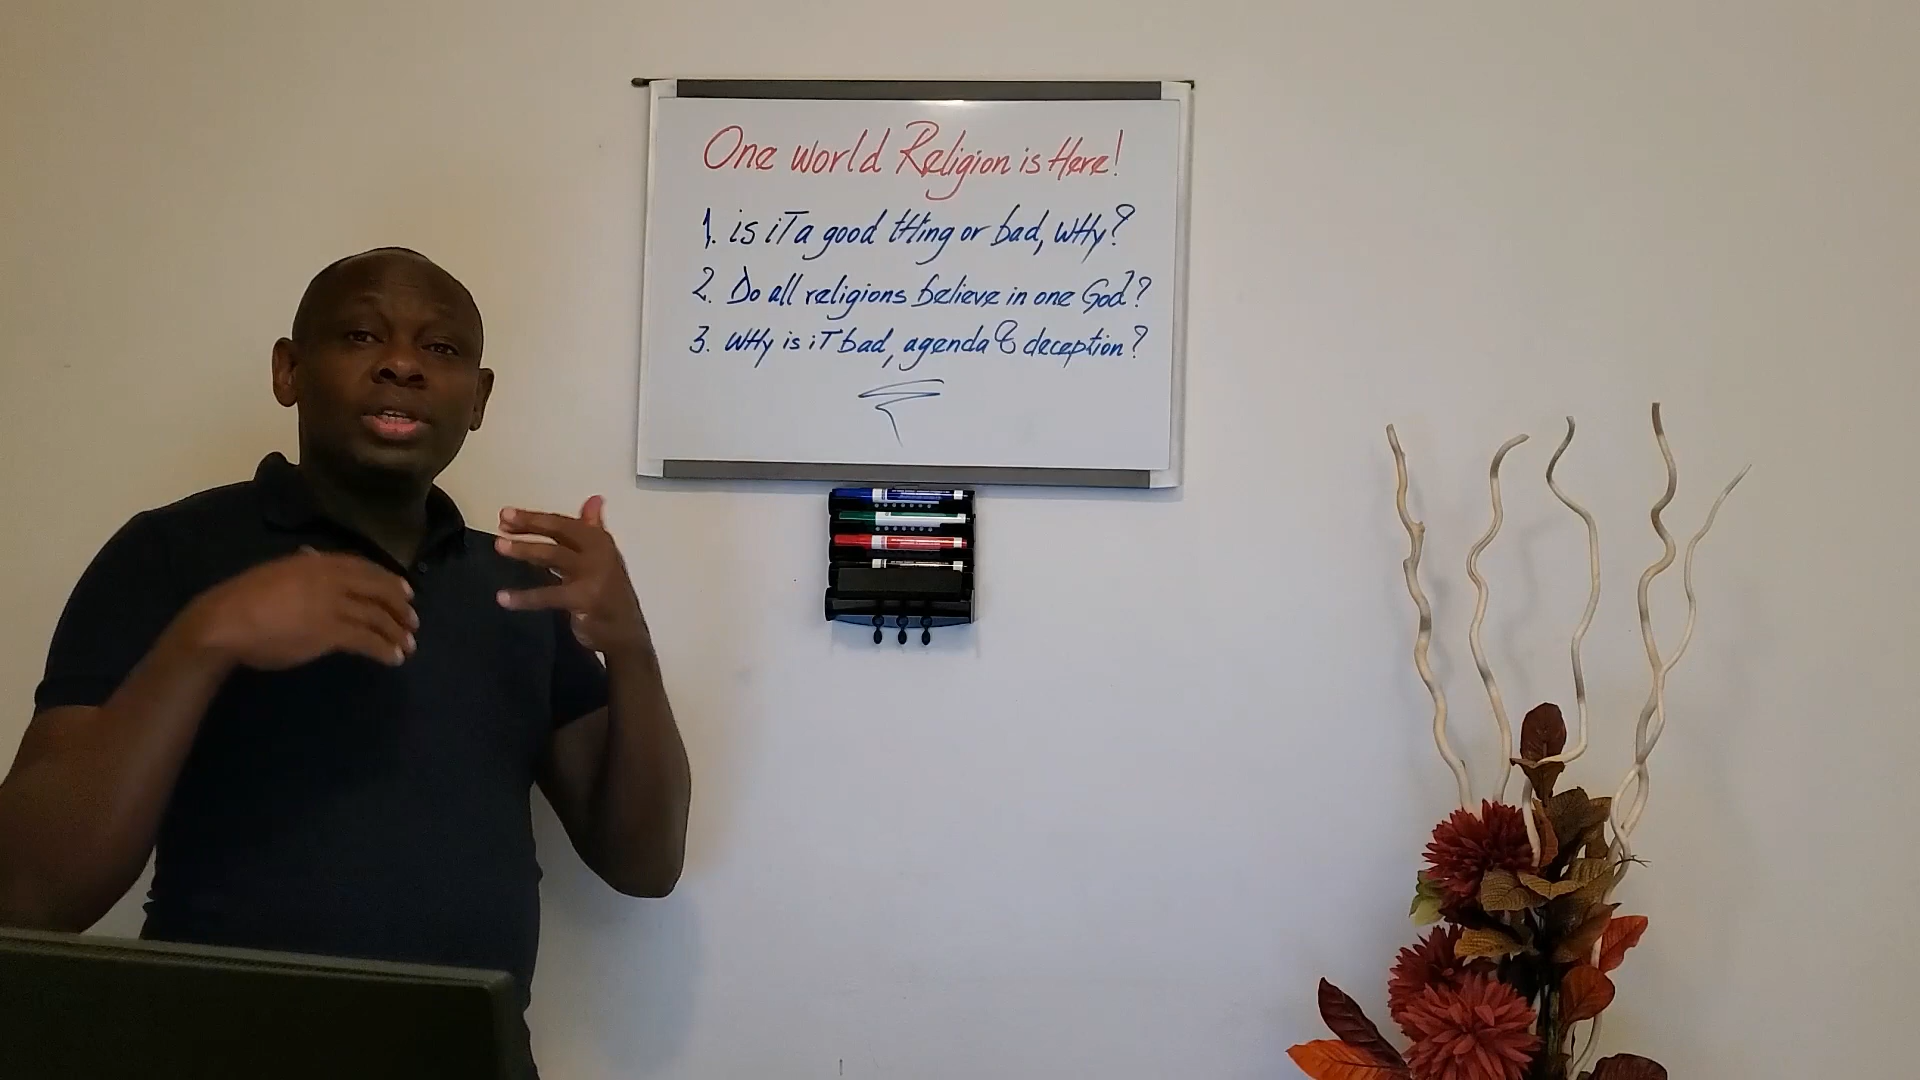 One world Religion is Here!
1. is iT a good tHing or bad, wHy?
2. Do all religions believe in one God?
3. wHy is iT bad, agenda & deception?